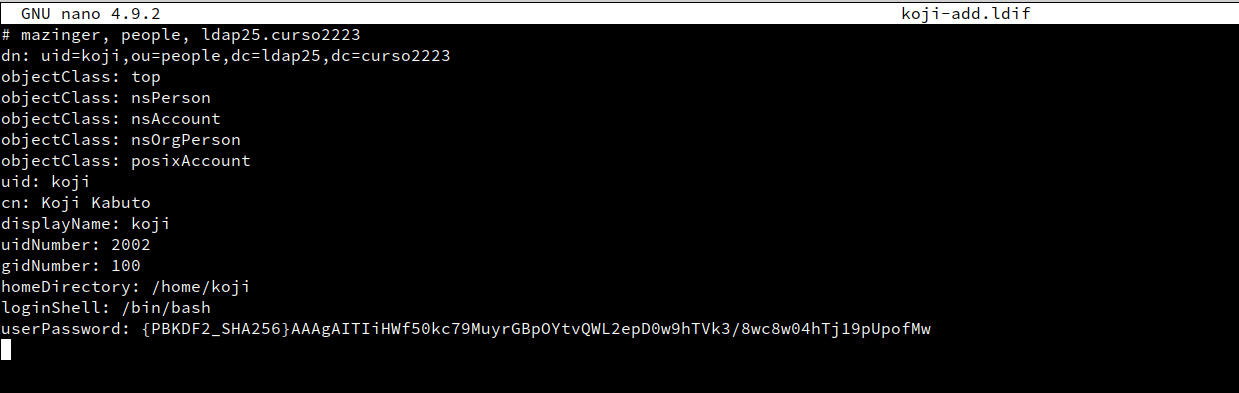 GNU nano 4.9.2 koji-add.ldif
# mazinger, people, ldap25.curso2223
dn: uid=koji,ou=people,dc=ldap25,dc=curso2223
objectClass: top
objectClass: nsPerson
objectClass: nsAccount
objectClass: nsOrgPerson
objectClass: posixAccount
uid: koji
cn: Koji Kabuto
displayName: koji
uidNumber: 2002
gidNumber: 100
homeDirectory: /home/koji
loginShell: /bin/bash
userPassword: {PBKDF2_SHA256}AAAgAITIiHWf50kc79MuyrGBpOYtvQWL2epD0w9hTVk3/8wc8w04hTj19pUpofMw